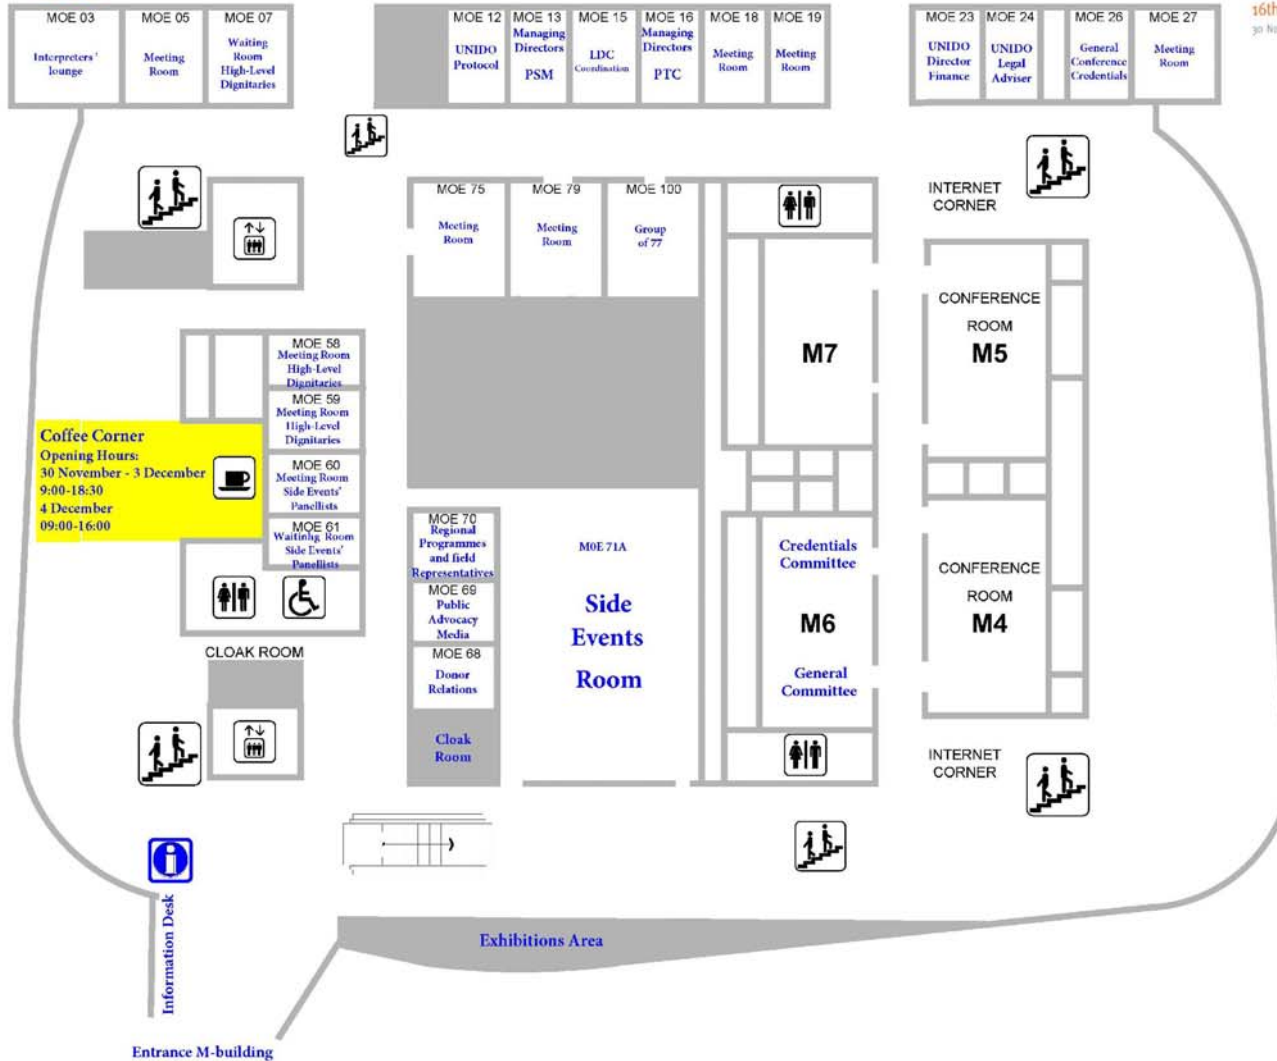 16th
30 No
MOE 03
Interpreters'
lounge
MOE 05
Meeting
Room
MOE 07
Waiting
Room
High-Level
Dignitaries
MOE 12
UNIDO
Protocol
MOE 13
Managing
Directors
PSM
MOE 15
LDC
Coordination
MOE 16
Managing
Directors
PTC
MOE 18
Meeting
Room
MOE 19
Meeting
Room
MOE 23
UNIDO
Director
Finance
MOE 24
UNIDO
Legal
Adviser
MOE 26
General
Conference
Credentials
MOE 27
Meeting
Room
INTERNET
CORNER
MOE 75
Meeting
Room
MOE 79
Meeting
Room
MOE 100
Group
of 77
M7
CONFERENCE
ROOM
M5
MOE 58
Meeting Room
High-Level
Dignitaries
MOE 59
Meeting Room
High-Level
Dignitaries
Coffee Corner
Opening Hours:
30 November - 3 December
9:00-18:30
4 December
09:00-16:00
MOE 60
Meeting Room
Side Events'
Panellists
MOE 61
Waitinhg Room
Side Events'
Panellists
MOE 70
Regional
Programmes
and field
Representatives
MOE 69
Public
Advocacy
Media
MOE 68
Donor
Relations
Cloak
Room
M0E 71A
Side
Events
Room
Credentials
Committee
M6
General
Committee
CONFERENCE
ROOM
M4
CLOAK ROOM
INTERNET
CORNER
i
Information Desk
Exhibitions Area
Entrance M-building